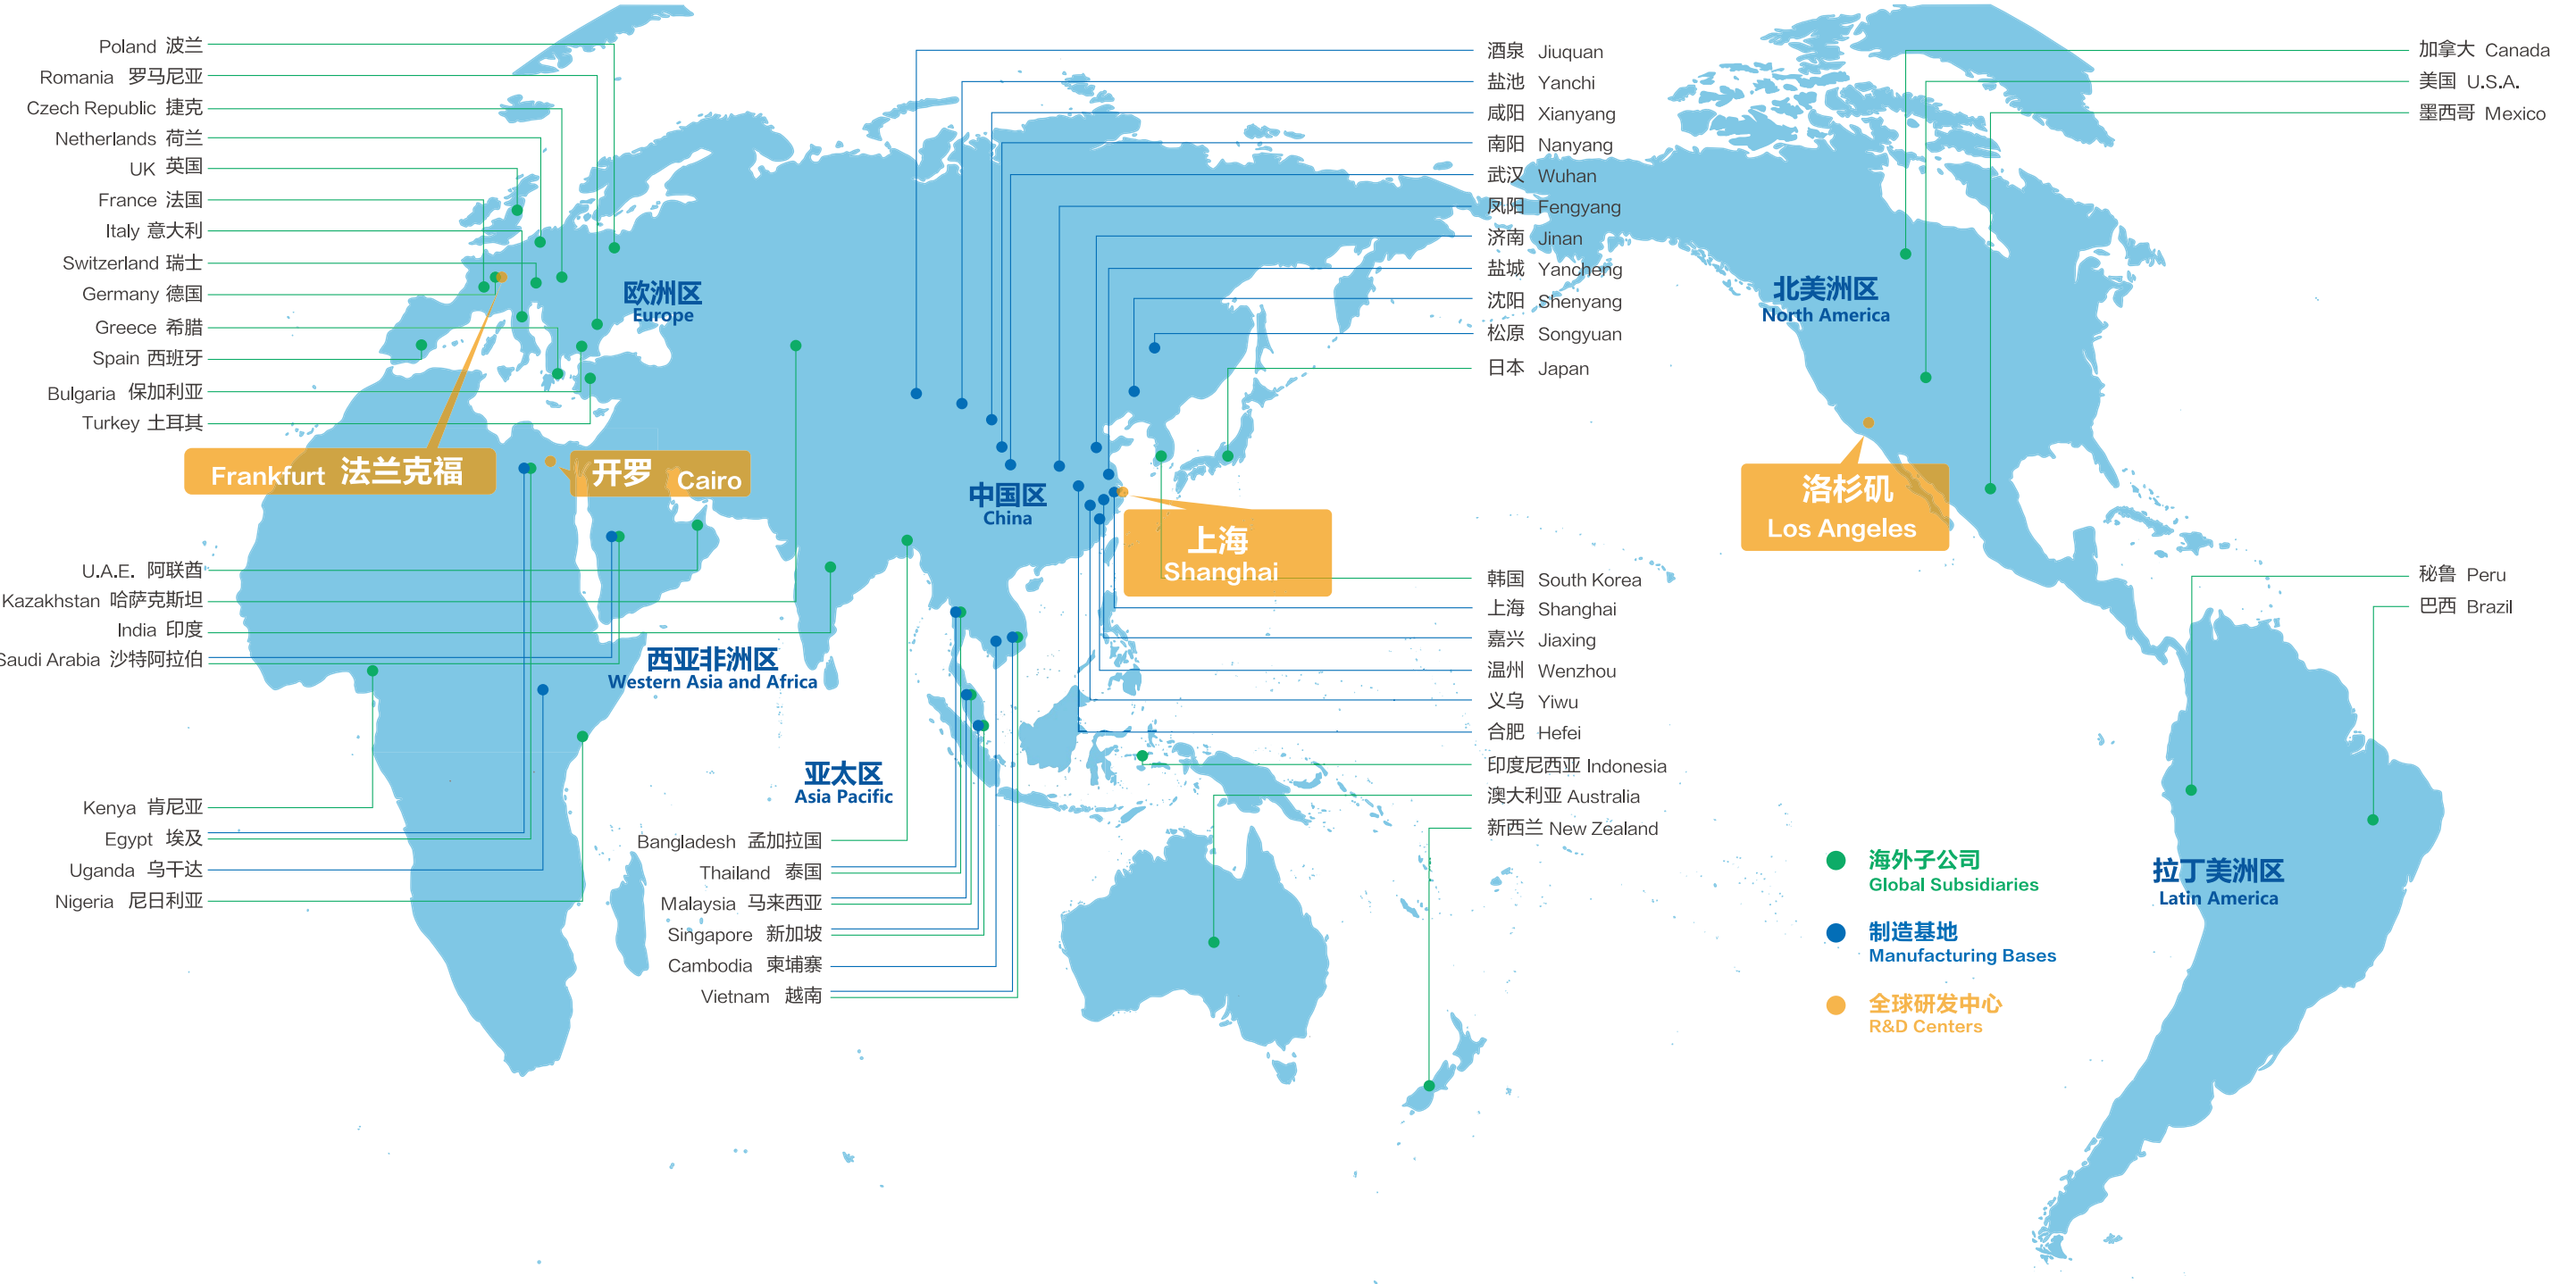 Poland 波兰
Romania 罗马尼亚
Czech Republic 捷克
Netherlands 荷兰
UK 英国
France 法国
Italy 意大利
Switzerland 瑞士
Germany 德国
Greece 希腊
Spain 西班牙
Bulgaria 保加利亚
Turkey 土耳其
Frankfurt 法兰克福
开罗 Cairo
U.A.E. 阿联酋
Kazakhstan 哈萨克斯坦
India 印度
Saudi Arabia 沙特阿拉伯
Kenya 肯尼亚
Egypt 埃及
Uganda 乌干达
Nigeria 尼日利亚
欧洲区
Europe
西亚非洲区
Western Asia and Africa
亚太区
Asia Pacific
Bangladesh 孟加拉国
Thailand 泰国
Malaysia 马来西亚
Singapore 新加坡
Cambodia 柬埔寨
Vietnam 越南
中国区
China
上海
Shanghai
酒泉 Jiuquan
盐池 Yanchi
咸阳 Xianyang
南阳 Nanyang
武汉 Wuhan
凤阳 Fengyang
济南 Jinan
盐城 Yancheng
沈阳 Shenyang
松原 Songyuan
日本 Japan
韩国 South Korea
上海 Shanghai
嘉兴 Jiaxing
温州 Wenzhou
义乌 Yiwu
合肥 Hefei
印度尼西亚 Indonesia
澳大利亚 Australia
新西兰 New Zealand
北美洲区
North America
洛杉矶
Los Angeles
加拿大 Canada
美国 U.S.A.
墨西哥 Mexico
秘鲁 Peru
巴西 Brazil
拉丁美洲区
Latin America
海外子公司
Global Subsidiaries
制造基地
Manufacturing Bases
全球研发中心
R&D Centers